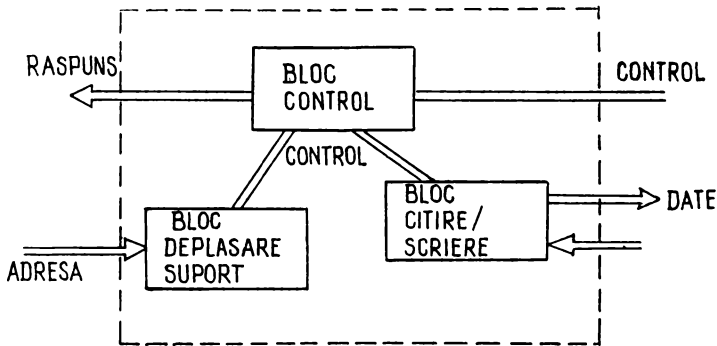 RASPUNS
BLOC
CONTROL
CONTROL
CONTROL
BLOC
CITIRE/
SCRIERE
DATE
BLOC
DEPLASARE
SUPORT
ADRESA